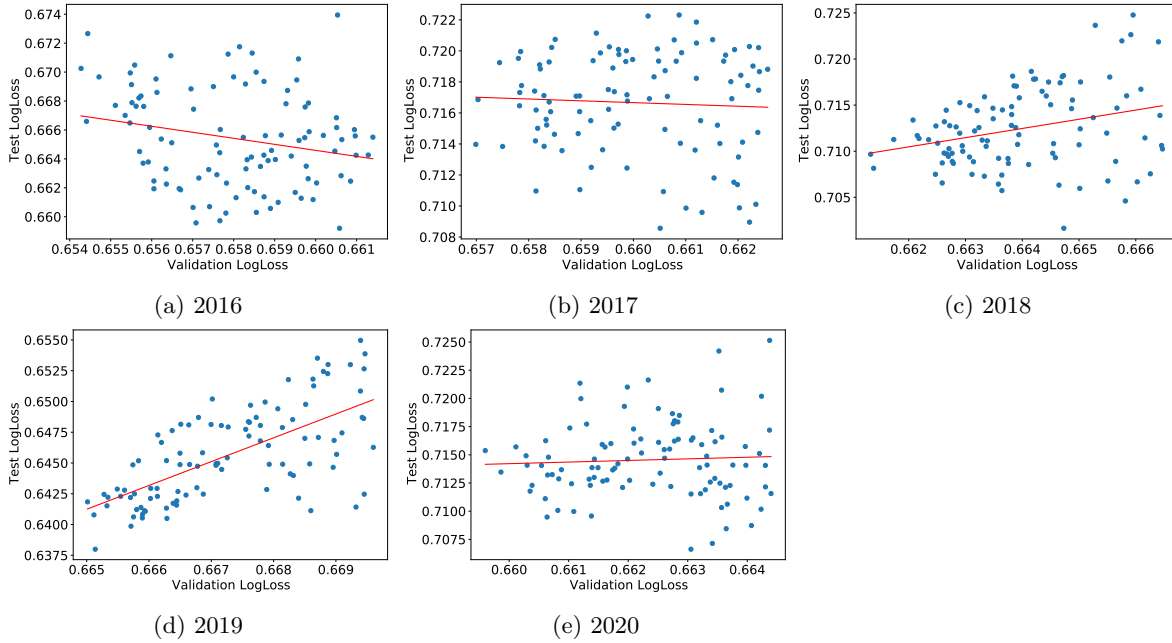 0.674
0.672
0.670
0.668
0.666
0.664
0.662
0.660
Test LogLoss
0.654 0.655 0.656 0.657 0.658 0.659 0.660 0.661
Validation LogLoss
(a) 2016
0.722
0.720
0.718
0.716
0.714
0.712
0.710
0.708
Test LogLoss
0.657 0.658 0.659 0.660 0.661 0.662
Validation LogLoss
(b) 2017
0.725
0.720
0.715
0.710
0.705
Test LogLoss
0.662 0.663 0.664 0.665 0.666
Validation LogLoss
(c) 2018
0.6550
0.6525
0.6500
0.6475
0.6450
0.6425
0.6400
0.6375
Test LogLoss
0.665 0.666 0.667 0.668 0.669
Validation LogLoss
(d) 2019
0.7250
0.7225
0.7200
0.7175
0.7150
0.7125
0.7100
0.7075
Test LogLoss
0.660 0.661 0.662 0.663 0.664
Validation LogLoss
(e) 2020